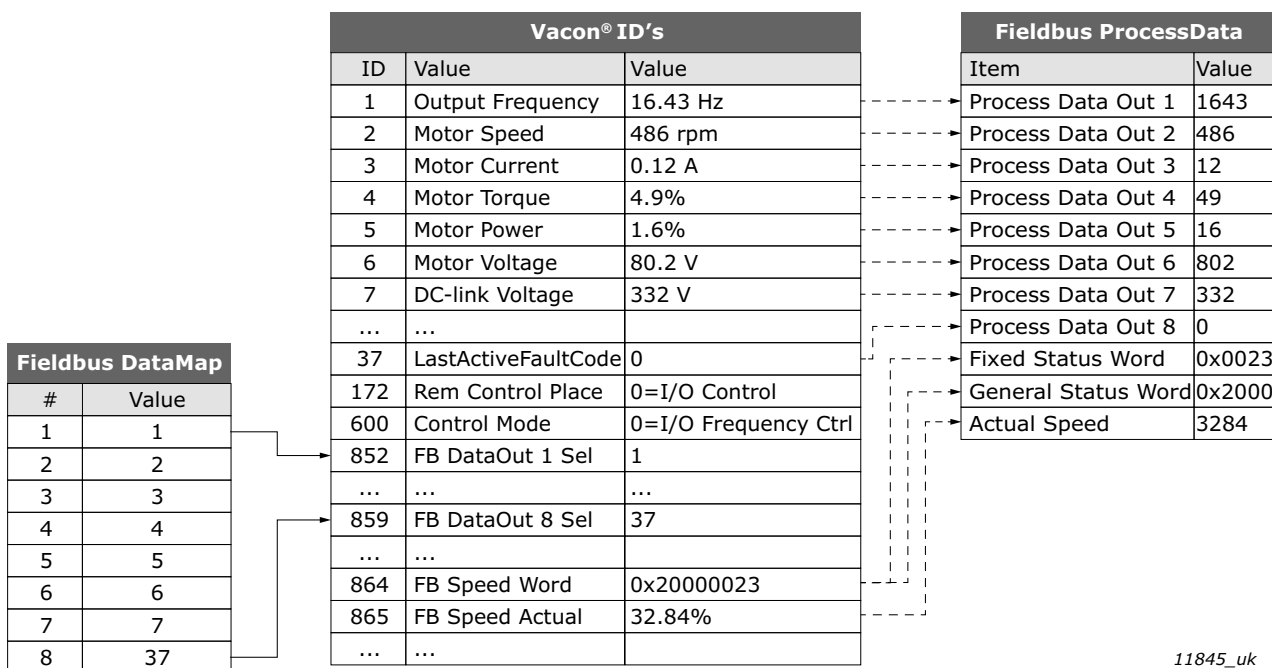 Vacon® ID's
ID Value Value
1 Output Frequency 16.43 Hz
2 Motor Speed 486 rpm
3 Motor Current 0.12 A
4 Motor Torque 4.9%
5 Motor Power 1.6%
6 Motor Voltage 80.2 V
7 DC-link Voltage 332 V
... ...
37 LastActiveFaultCode 0
172 Rem Control Place 0=I/O Control
600 Control Mode 0=I/O Frequency Ctrl
852 FB DataOut 1 Sel 1
... ... ...
859 FB DataOut 8 Sel 37
... ...
864 FB Speed Word 0x20000023
865 FB Speed Actual 32.84%
... ...
Fieldbus ProcessData
Item Value
Process Data Out 1 1643
Process Data Out 2 486
Process Data Out 3 12
Process Data Out 4 49
Process Data Out 5 16
Process Data Out 6 802
Process Data Out 7 332
Process Data Out 8 0
Fixed Status Word 0x0023
General Status Word 0x2000
Actual Speed 3284
Fieldbus DataMap
# Value
1 1
2 2
3 3
4 4
5 5
6 6
7 7
8 37
11845_uk